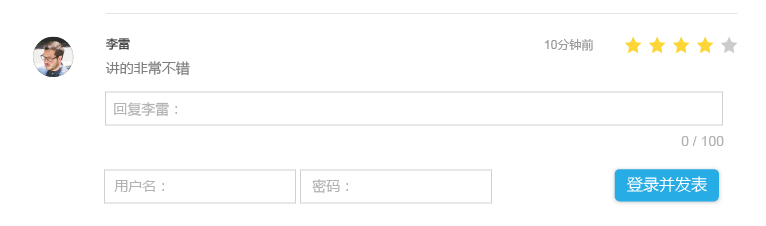 李雷
10分钟前
讲的非常不错
回复李雷：
0 / 100
用户名：
密码：
登录并发表